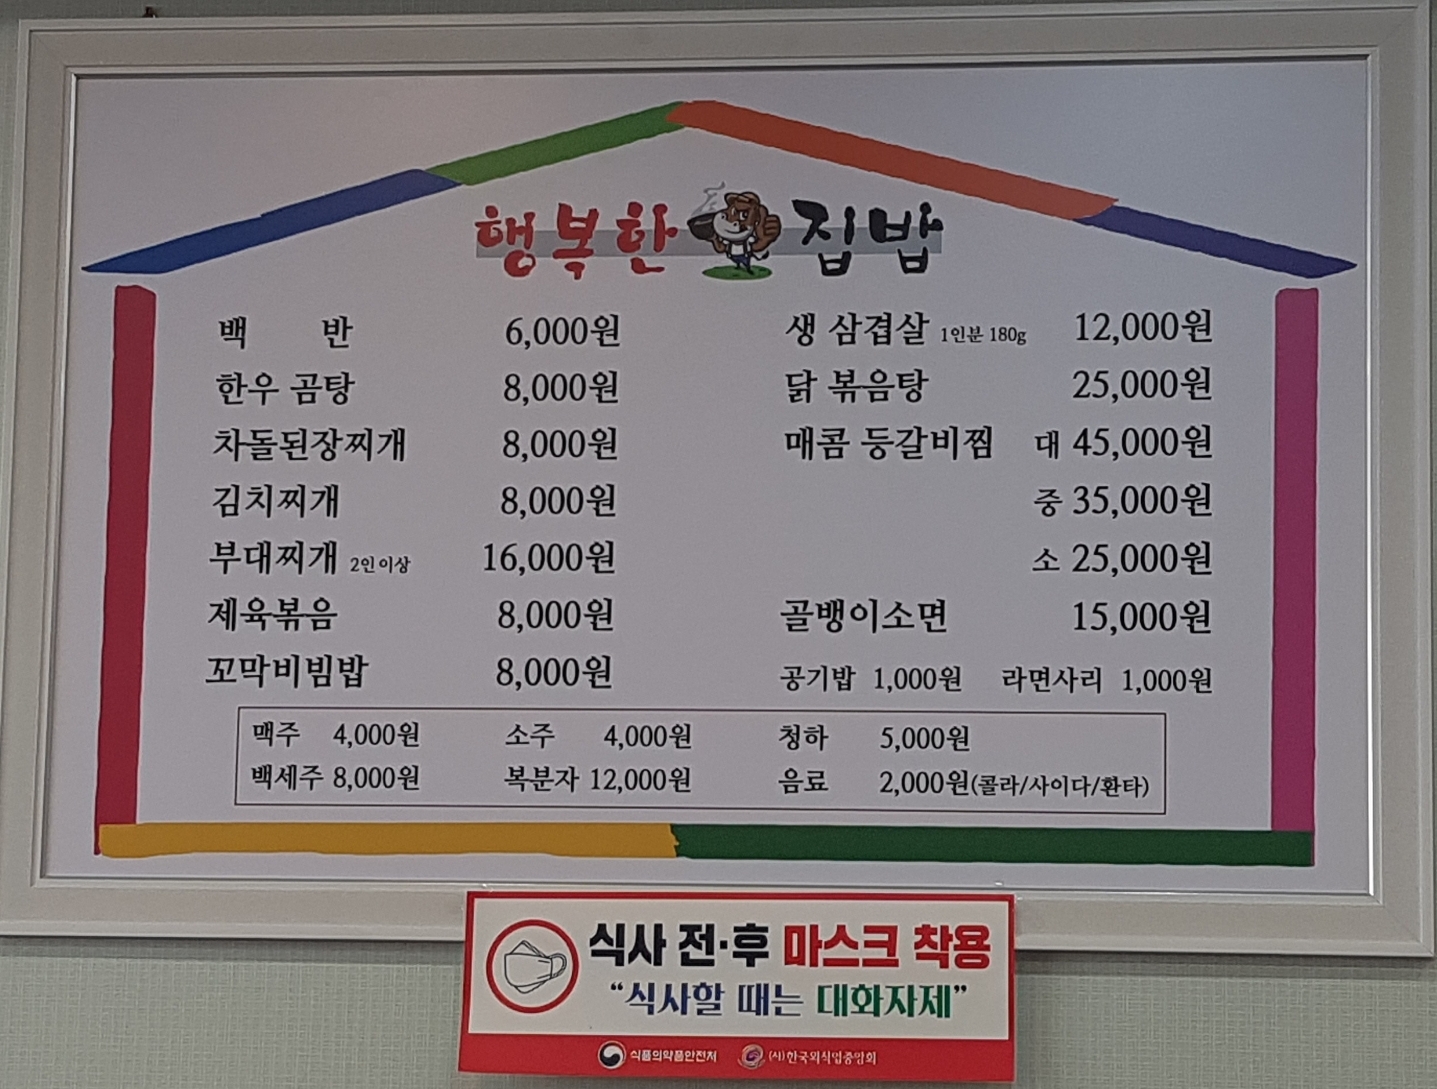 행복한 집밥
백 반 6,000원
한우 곰탕 8,000원
차돌된장찌개 8,000원
김치찌개 8,000원
부대찌개 2인이상 16,000원
제육볶음 8,000원
꼬막비빔밥 8,000원
생 삼겹살 1인분 180g 12,000원
닭 볶음탕 25,000원
매콤 등갈비찜 대 45,000원
중 35,000원
소 25,000원
골뱅이소면 15,000원
공기밥 1,000원 라면사리 1,000원
맥주 4,000원 소주 4,000원 청하 5,000원
백세주 8,000원 복분자 12,000원 음료 2,000원(콜라/사이다/환타)
식사 전·후 마스크 착용
“식사할 때는 대화자제”
식품의약품안전처 (사)한국외식업중앙회